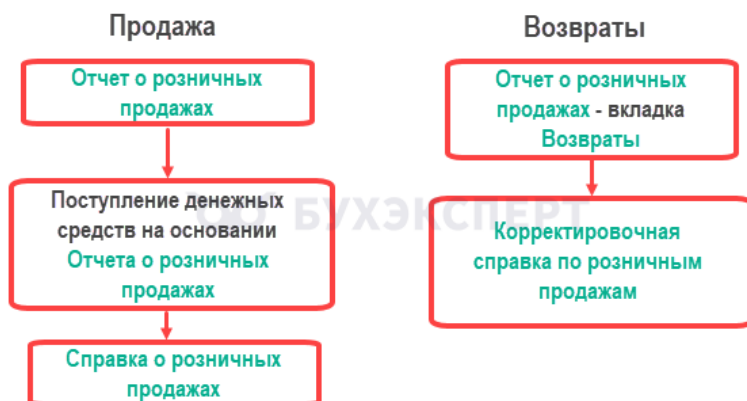 Продажа
Отчет о розничных
продажах
Поступление денежных
средств на основании
Отчета о розничных
продажах
Справка о розничных
продажах
Возвраты
Отчет о розничных
продажах - вкладка
Возвраты
Корректировочная
справка по розничным
продажам
БУХЭКСПЕРТ